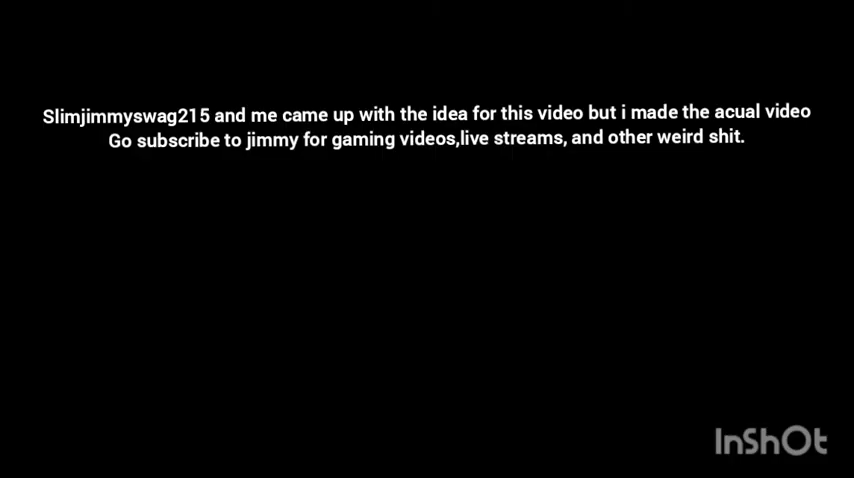 Slimjimmyswag215 and me came up with the idea for this video but i made the acual video
Go subscribe to jimmy for gaming videos,live streams, and other weird shit.
InShOt